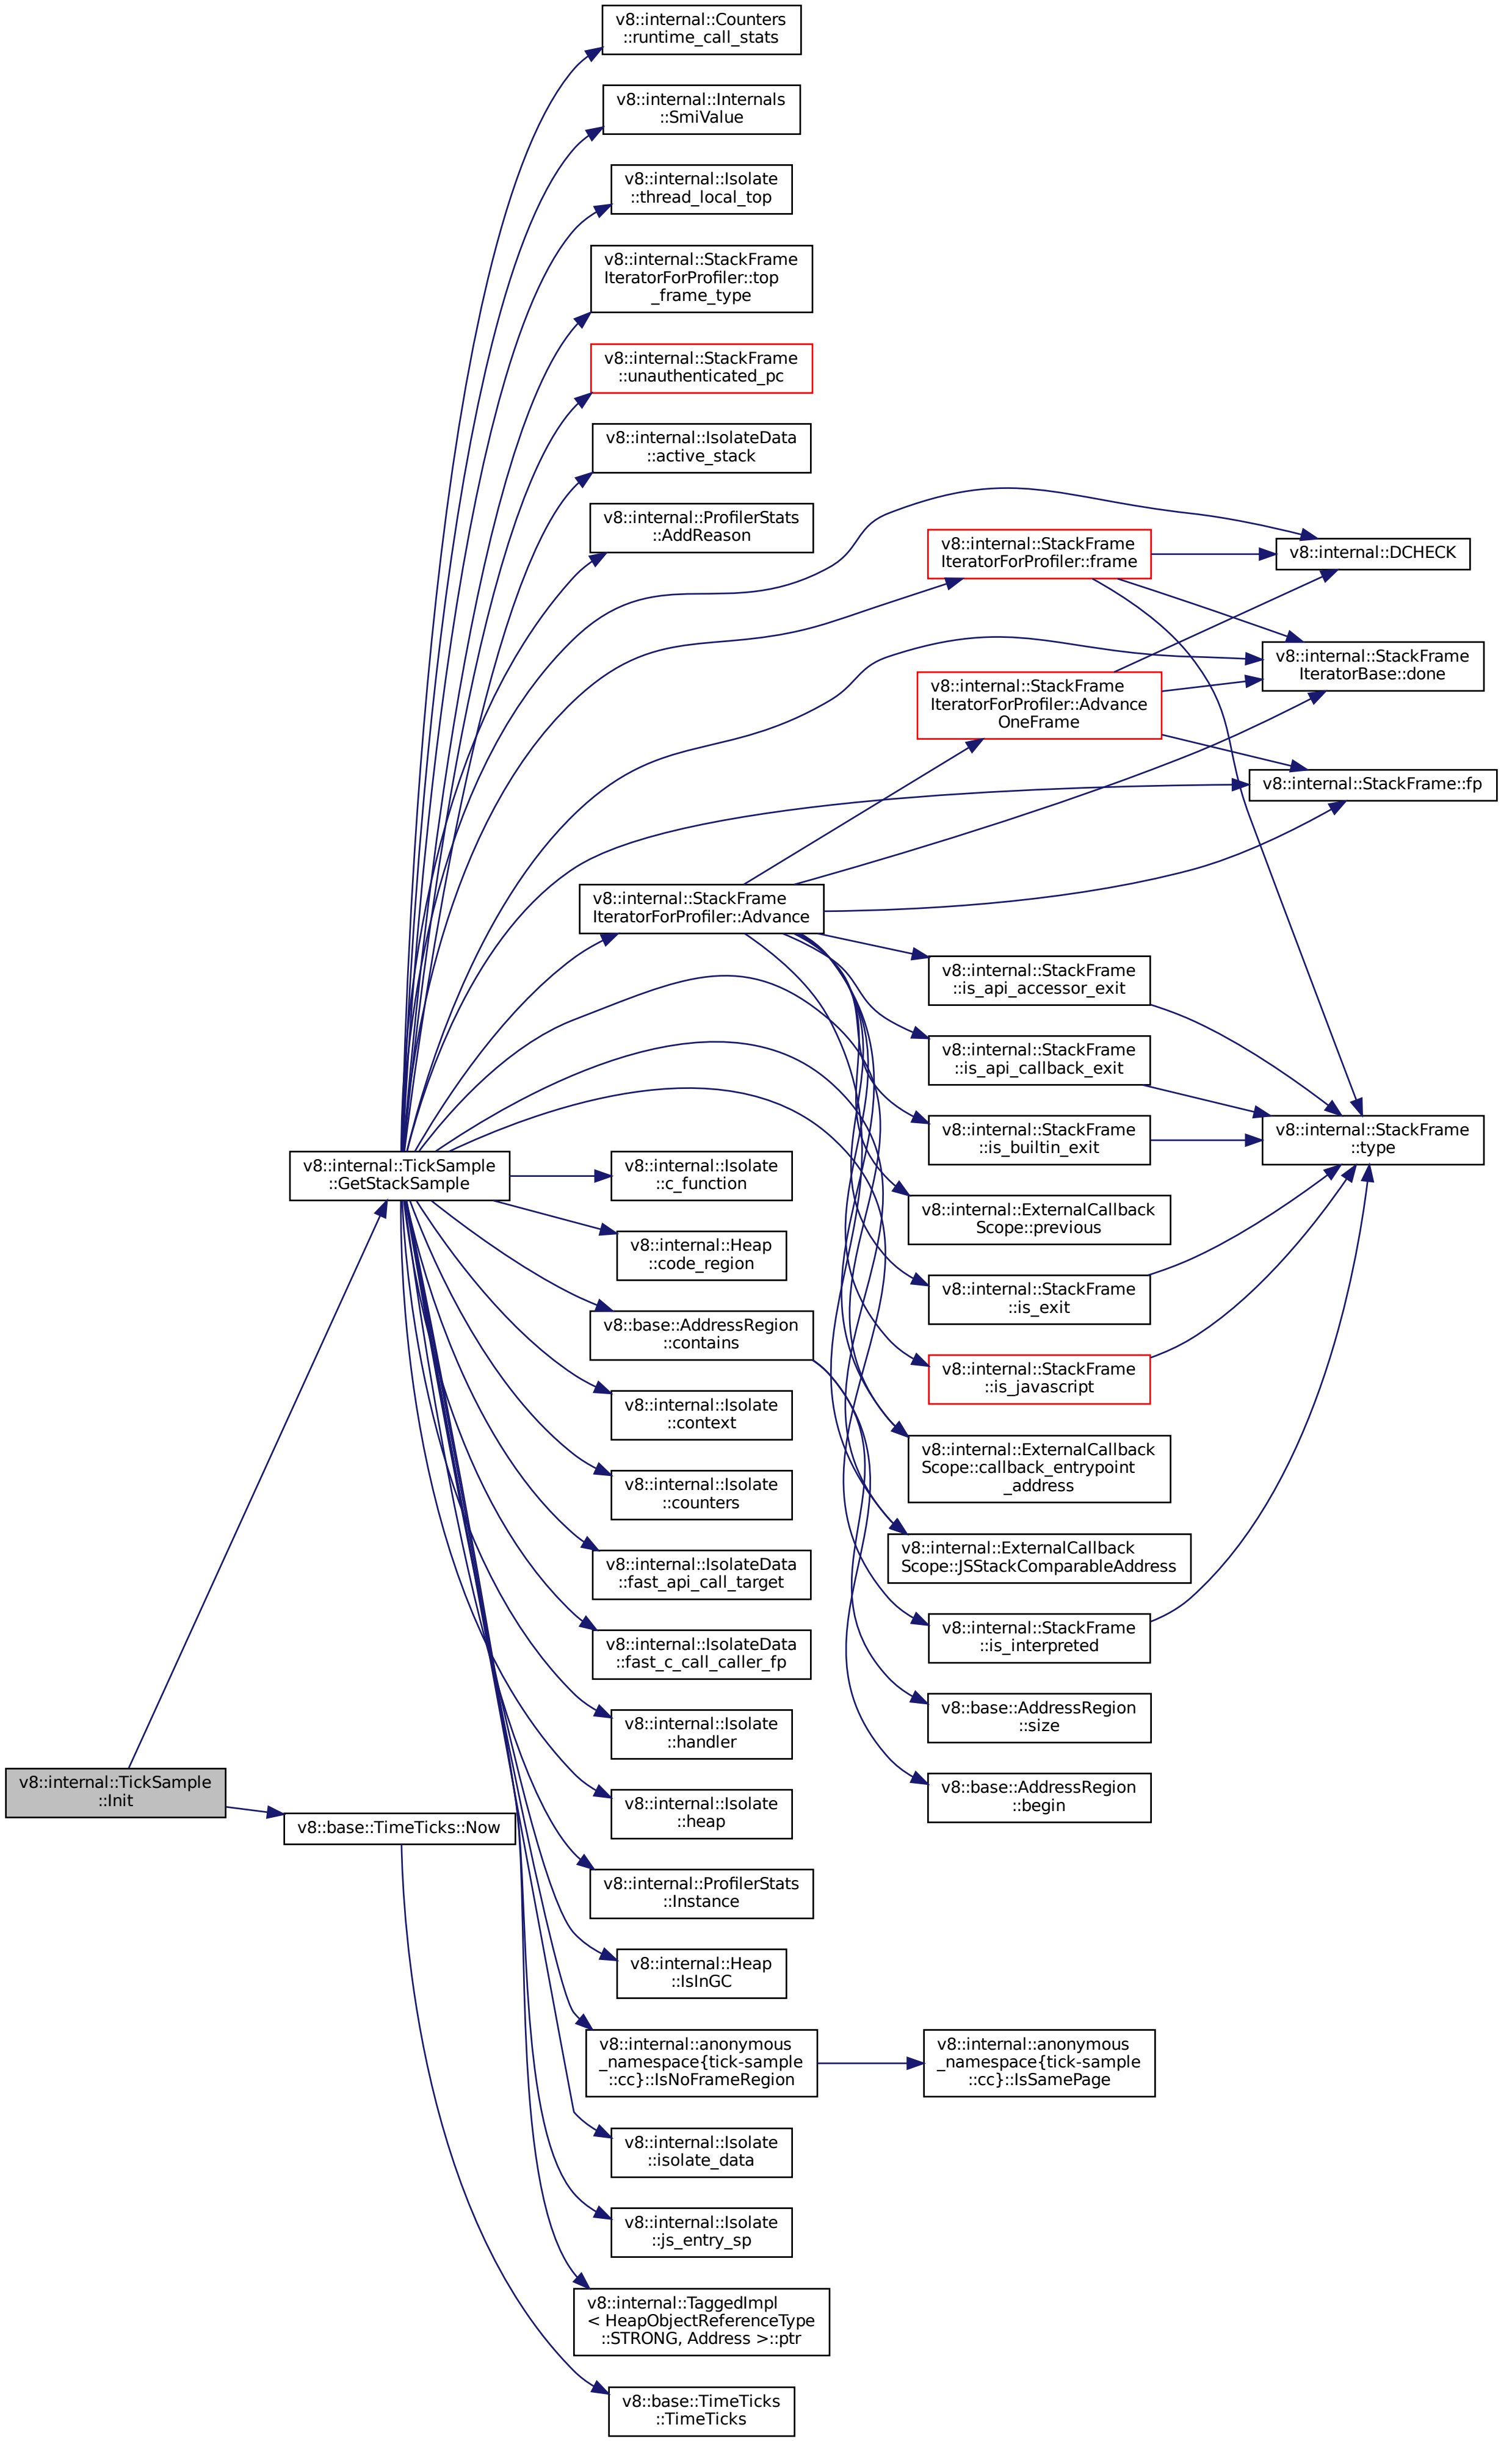 v8::internal::Counters
::runtime_call_stats
v8::internal::Internals
::SmiValue
v8::internal::Isolate
::thread_local_top
v8::internal::StackFrame
IteratorForProfiler::top
_frame_type
v8::internal::StackFrame
::unauthenticated_pc
v8::internal::IsolateData
::active_stack
v8::internal::ProfilerStats
::AddReason
v8::internal::StackFrame
IteratorForProfiler::frame
v8::internal::DCHECK
v8::internal::StackFrame
IteratorBase::done
v8::internal::StackFrame
IteratorForProfiler::Advance
OneFrame
v8::internal::StackFrame::fp
v8::internal::StackFrame
IteratorForProfiler::Advance
v8::internal::StackFrame
::is_api_accessor_exit
v8::internal::StackFrame
::is_api_callback_exit
v8::internal::StackFrame
::is_builtin_exit
v8::internal::StackFrame
::type
v8::internal::TickSample
::GetStackSample
v8::internal::Isolate
::c_function
v8::internal::ExternalCallback
Scope::previous
v8::internal::Heap
::code_region
v8::internal::StackFrame
::is_exit
v8::base::AddressRegion
::contains
v8::internal::StackFrame
::is_javascript
v8::internal::Isolate
::context
v8::internal::ExternalCallback
Scope::callback_entrypoint
_address
v8::internal::Isolate
::counters
v8::internal::ExternalCallback
Scope::JSStackComparableAddress
v8::internal::IsolateData
::fast_api_call_target
v8::internal::StackFrame
::is_interpreted
v8::internal::IsolateData
::fast_c_call_caller_fp
v8::base::AddressRegion
::size
v8::internal::Isolate
::handler
v8::internal::TickSample
::Init
v8::base::AddressRegion
::begin
v8::internal::Isolate
::heap
v8::base::TimeTicks::Now
v8::internal::ProfilerStats
::Instance
v8::internal::Heap
::IsInGC
v8::internal::anonymous
_namespace{tick-sample
::cc}::IsNoFrameRegion
v8::internal::anonymous
_namespace{tick-sample
::cc}::IsSamePage
v8::internal::Isolate
::isolate_data
v8::internal::Isolate
::js_entry_sp
v8::internal::TaggedImpl
< HeapObjectReferenceType
::STRONG, Address >::ptr
v8::base::TimeTicks
::TimeTicks